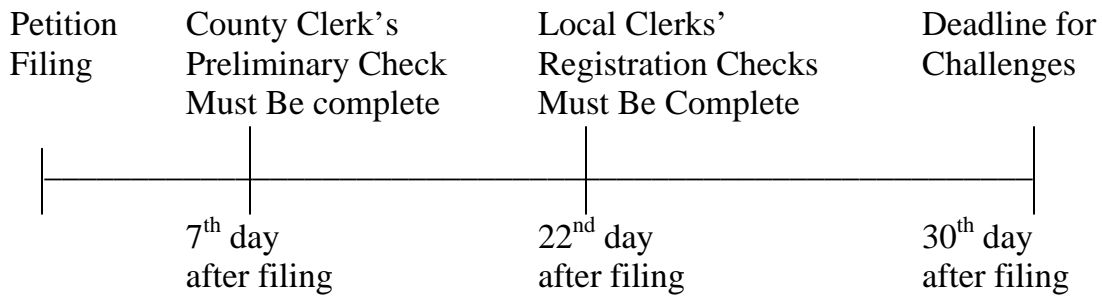 Petition
Filing
County Clerk’s
Preliminary Check
Must Be complete
Local Clerks’
Registration Checks
Must Be Complete
Deadline for
Challenges
7th day
after filing
22nd day
after filing
30th day
after filing